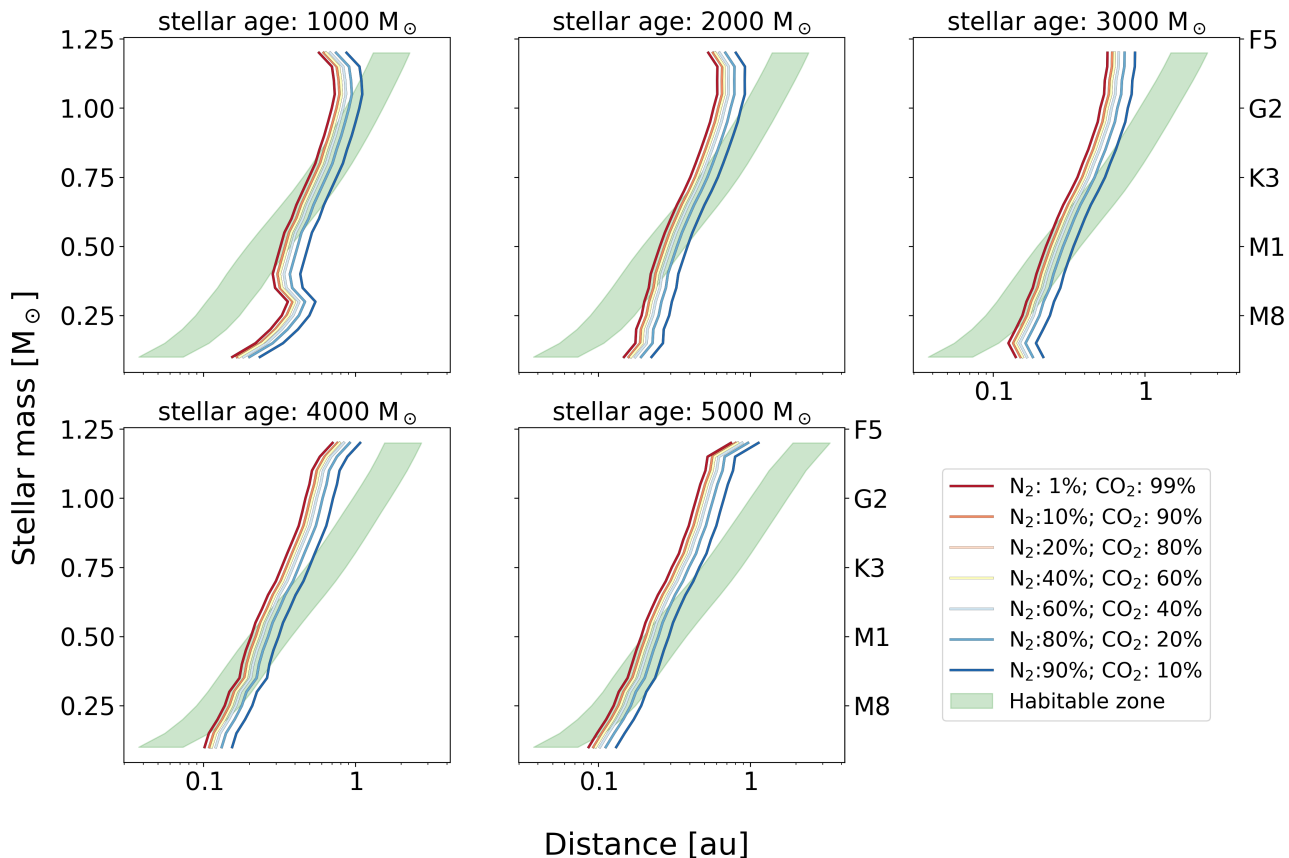 stellar age: 1000 M⊙
stellar age: 2000 M⊙
stellar age: 3000 M⊙
1.25
1.00
0.75
0.50
0.25
F5
G2
K3
M1
M8
0.1
1
Stellar mass [M⊙]
stellar age: 4000 M⊙
stellar age: 5000 M⊙
1.25
1.00
0.75
0.50
0.25
0.1
1
0.1
1
F5
G2
K3
M1
M8
N₂: 1%; CO₂: 99%
N₂:10%; CO₂: 90%
N₂:20%; CO₂: 80%
N₂:40%; CO₂: 60%
N₂:60%; CO₂: 40%
N₂:80%; CO₂: 20%
N₂:90%; CO₂: 10%
Habitable zone
Distance [au]